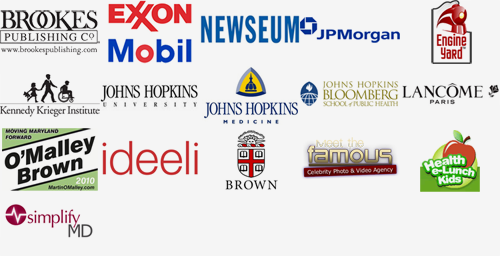 BROOKES
PUBLISHING CO
www.brookespublishing.com
EXXON
Mobil
NEWSEUM
JPMorgan
Engine
Yard
Kennedy Krieger Institute
JOHNS HOPKINS
UNIVERSITY
JOHNS HOPKINS
MEDICINE
JOHNS HOPKINS
BLOOMBERG
SCHOOL of PUBLIC HEALTH
LANCÔME
PARIS
MOVING MARYLAND
FORWARD
O'Malley
Brown
2010
MartinOMalley.com
ideeli
BROWN
Meet the
famous
Celebrity Photo & Video Agency
Health
e-Lunch
Kids
simplify
MD